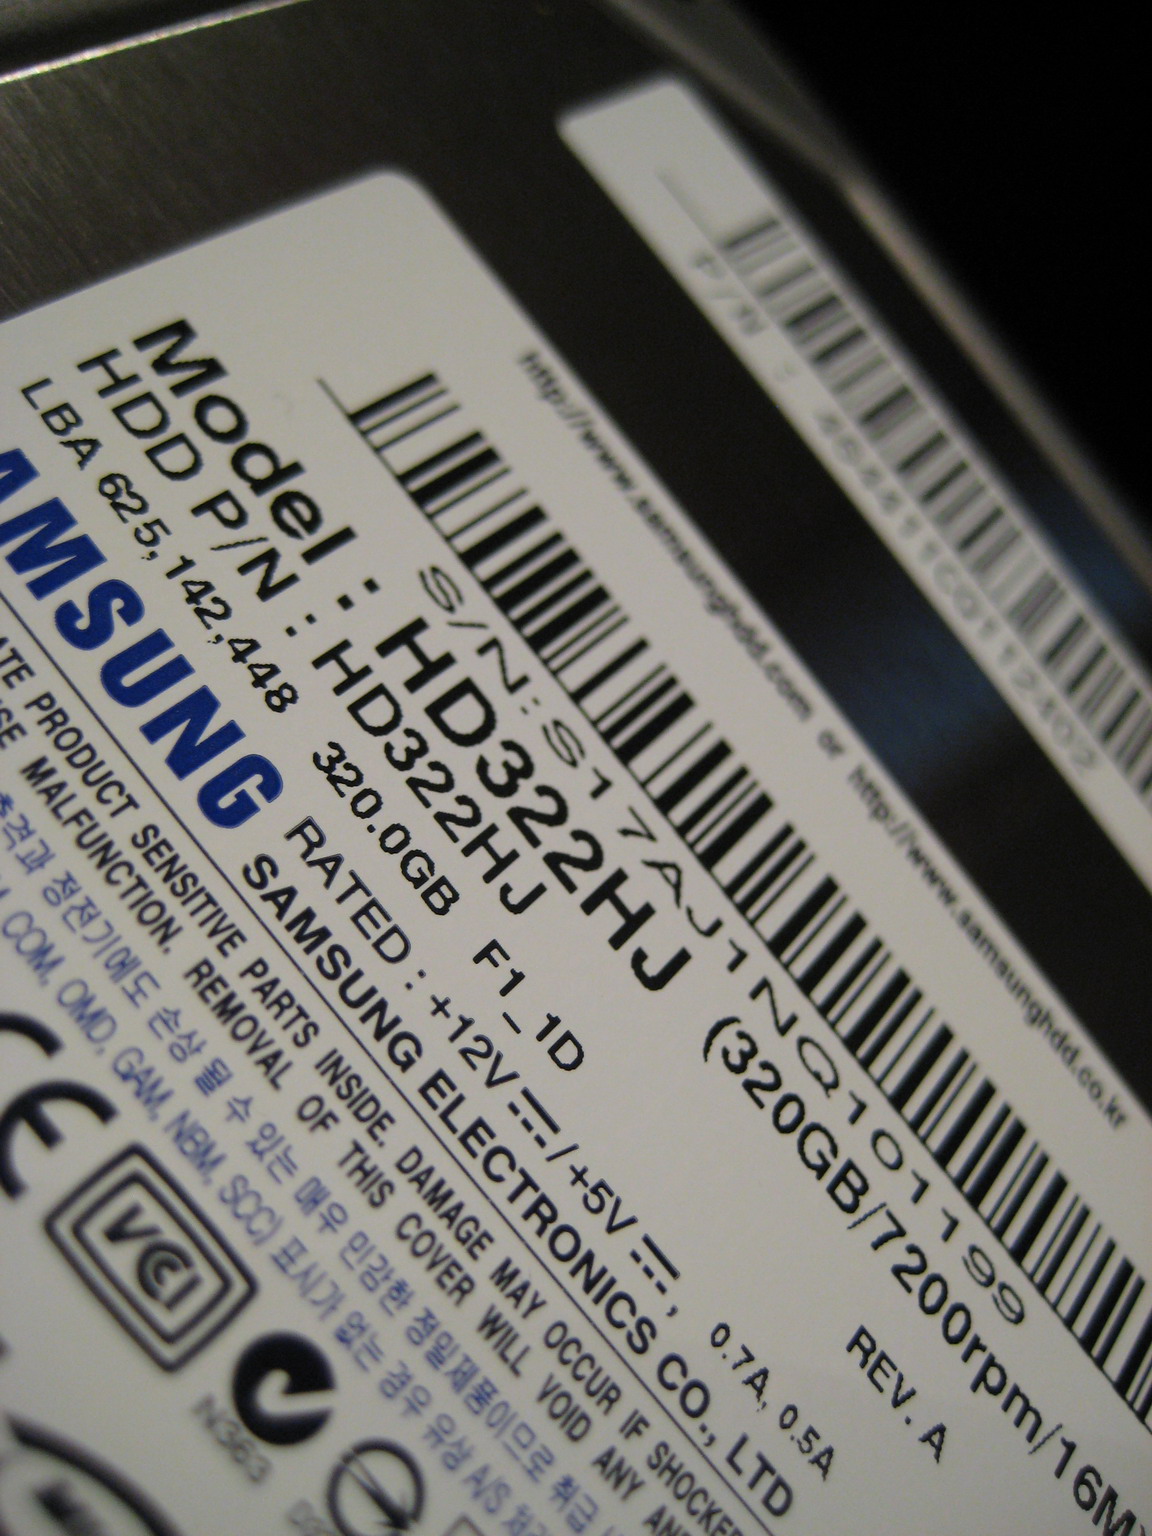 http://www.samsunghdd.com or http://www.samsunghdd.co.kr
S/N:S17AJ1NQ101199
Model : HD322HJ (320GB/7200rpm/16M
HDD P/N : HD322HJ REV. A
LBA 625,142,448 320.0GB F1_1D
AMSUNG RATED : +12V /+5V , 0.7A, 0.5A
SAMSUNG ELECTRONICS CO., LTD
ATE PRODUCT SENSITIVE PARTS INSIDE. DAMAGE MAY OCCUR IF SHOCKE
SE MALFUNCTION. REMOVAL OF THIS COVER WILL VOID ANY
충격과 정전기에도 손상 될 수 있는 매우 민감한 정밀제품이므로 취급
COM, OMD, GAM, NBM, SCC) 표시가 없는 경우 유상 A/S
CE
VCCI
N363